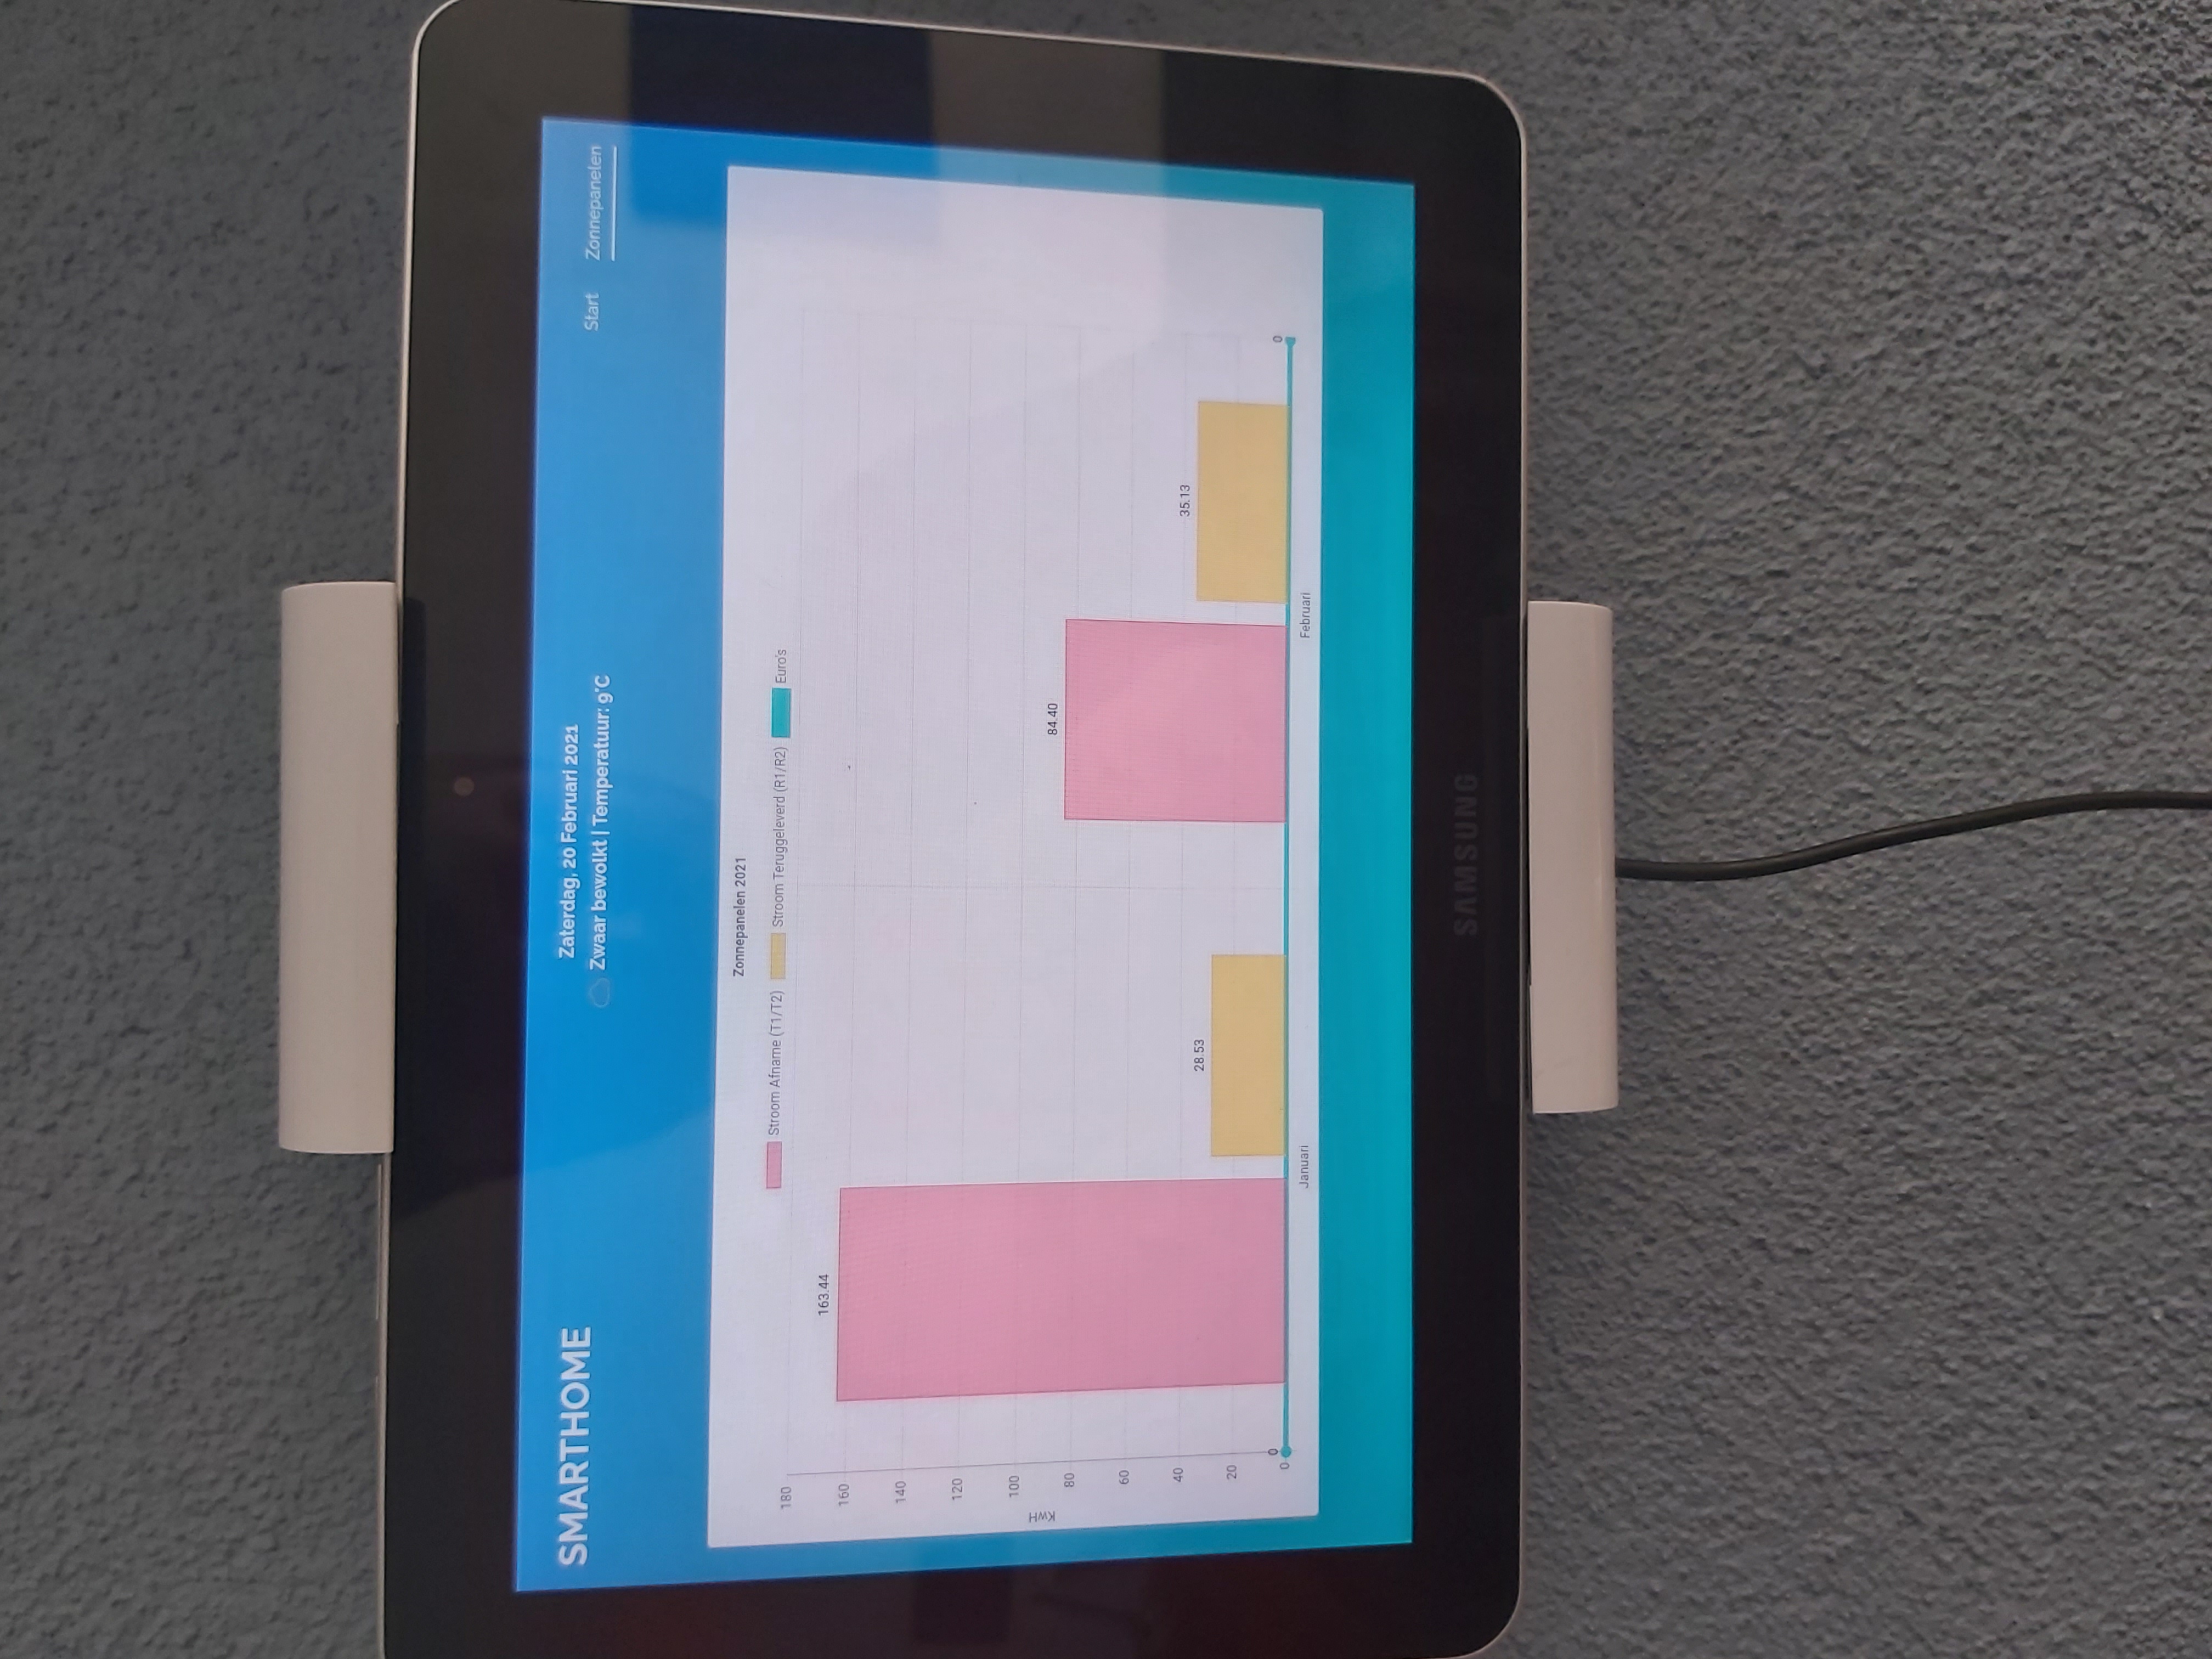 SMARTHOME
Zaterdag, 20 Februari 2021
Zwaar bewolkt | Temperatuur: 9°C
Start
Zonnepanelen
Zonnepanelen 2021
Stroom Afname (T1/T2)
Stroom Teruggeleverd (R1/R2)
Euro's
180
160
140
120
100
80
60
40
20
0
KwH
163.44
28.53
84.40
35.13
0
0
Januari
Februari
SAMSUNG